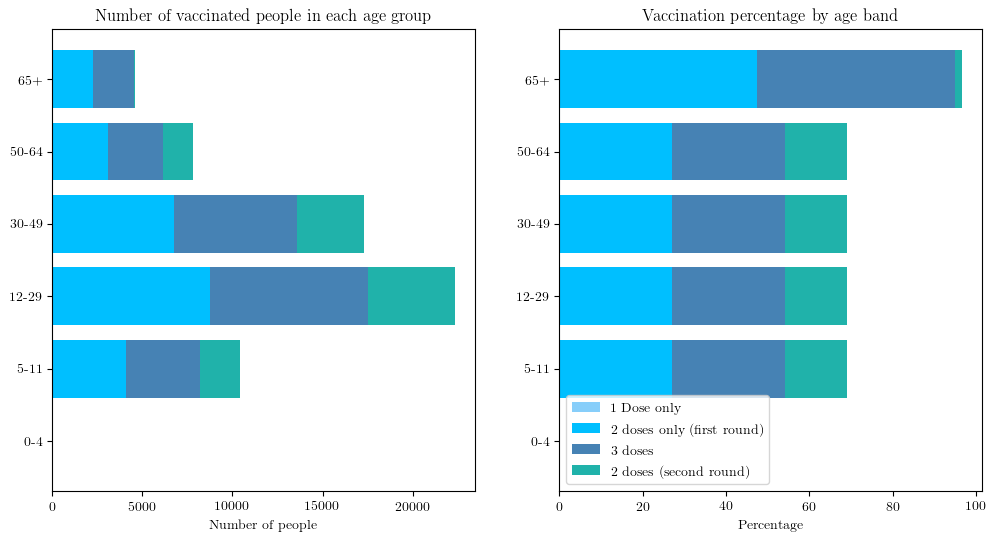 Number of vaccinated people in each age group
65+
50-64
30-49
12-29
5-11
0-4
0 5000 10000 15000 20000
Number of people
Vaccination percentage by age band
65+
50-64
30-49
12-29
5-11
0-4
1 Dose only
2 doses only (first round)
3 doses
2 doses (second round)
0 20 40 60 80 100
Percentage